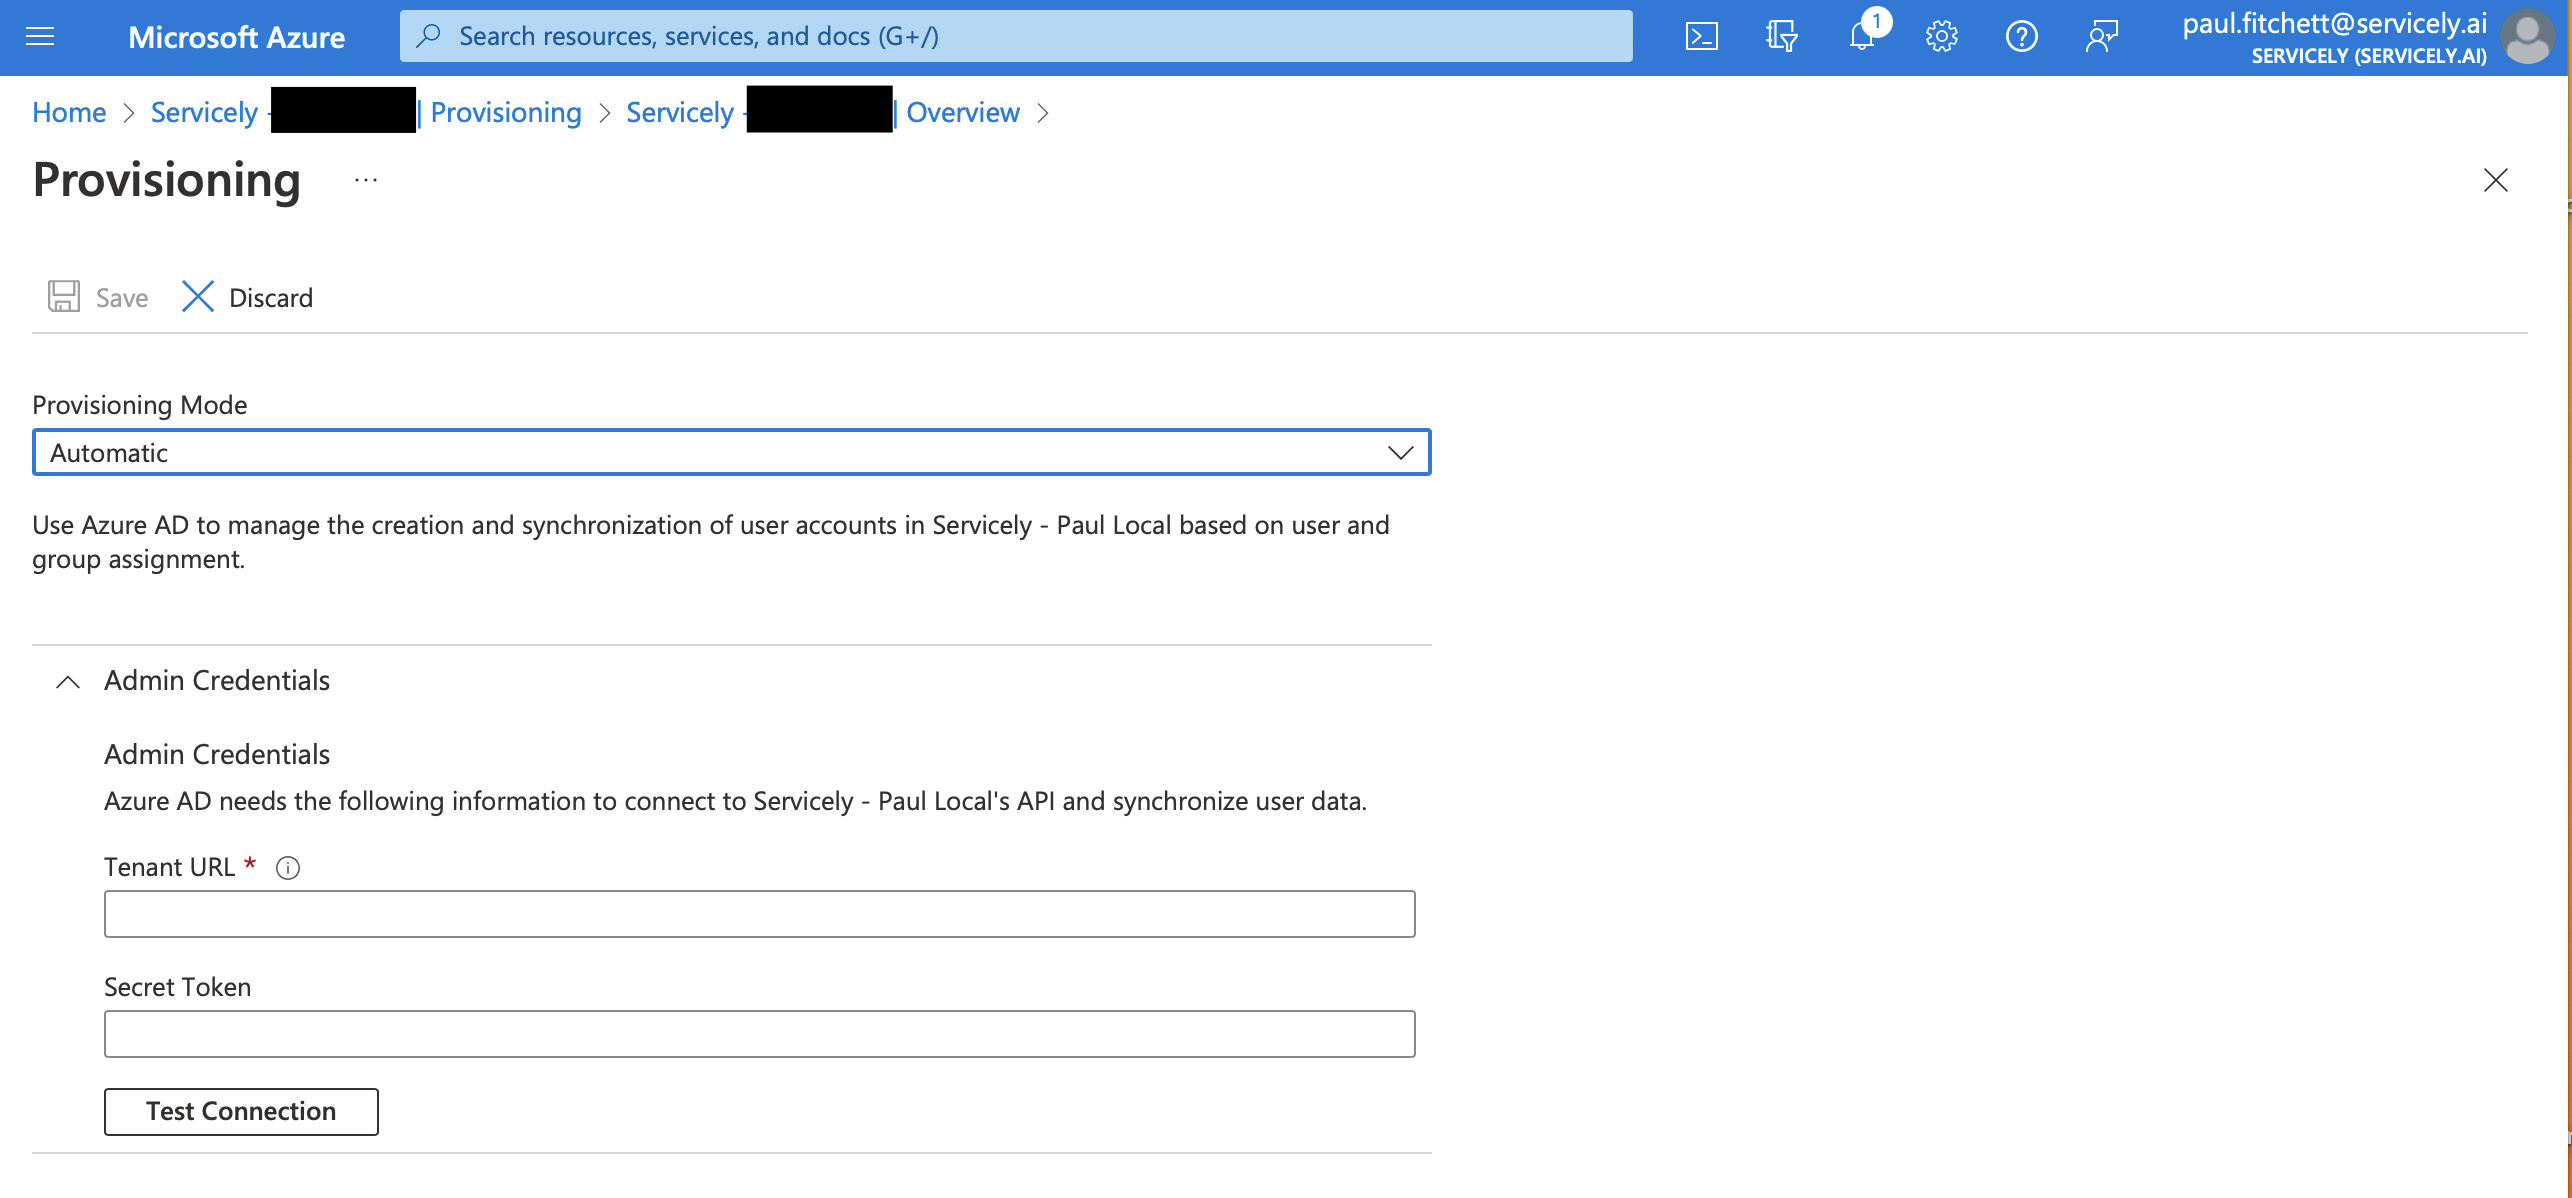 Microsoft Azure
Search resources, services, and docs (G+/)
1
paul.fitchett@servicely.ai
SERVICELY (SERVICELY.AI)
Home > Servicely - | Provisioning > Servicely - | Overview >
Provisioning ...
Save Discard
Provisioning Mode
Automatic
Use Azure AD to manage the creation and synchronization of user accounts in Servicely - Paul Local based on user and
group assignment.
Admin Credentials
Admin Credentials
Azure AD needs the following information to connect to Servicely - Paul Local's API and synchronize user data.
Tenant URL *
Secret Token
Test Connection